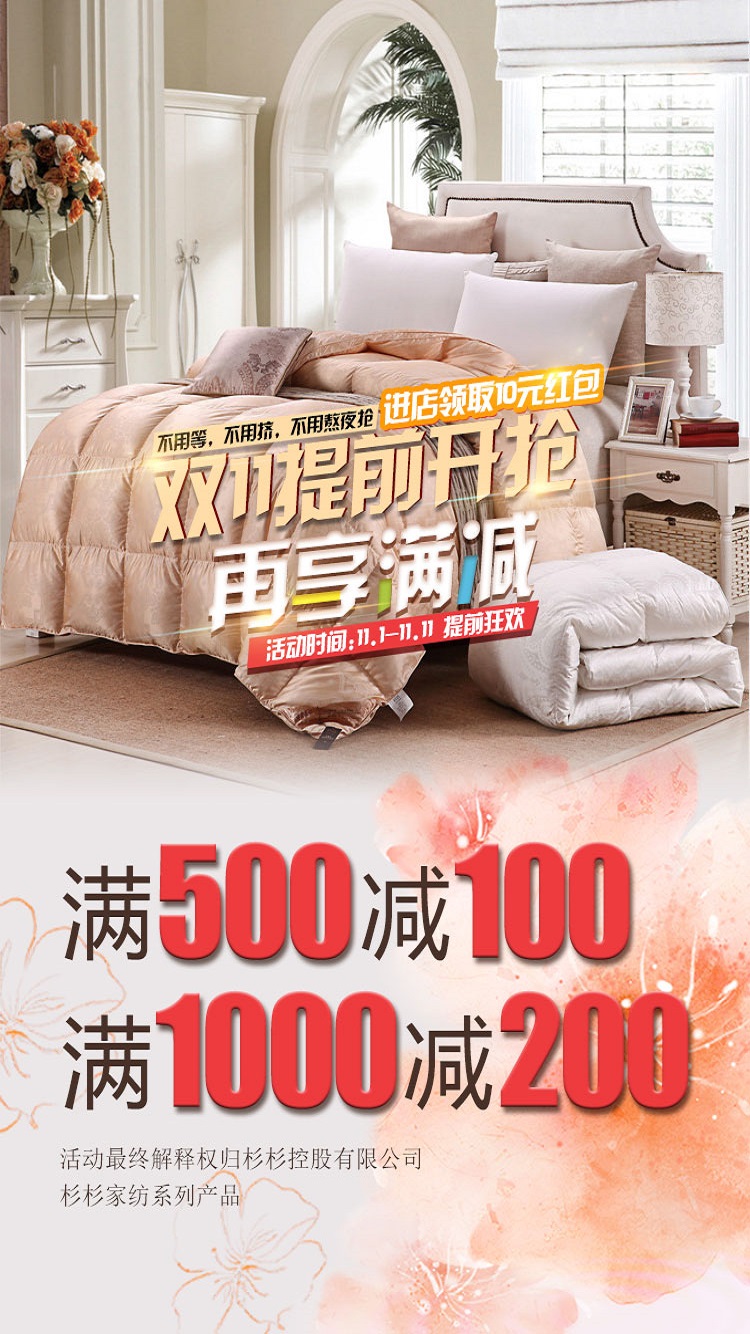 进店领取10元红包
不用等，不用挤，不用熬夜抢
双11提前开抢
再享满减
活动时间:11.1—11.11 提前狂欢
满500减100
满1000减200
活动最终解释权归杉杉控股有限公司
杉杉家纺系列产品